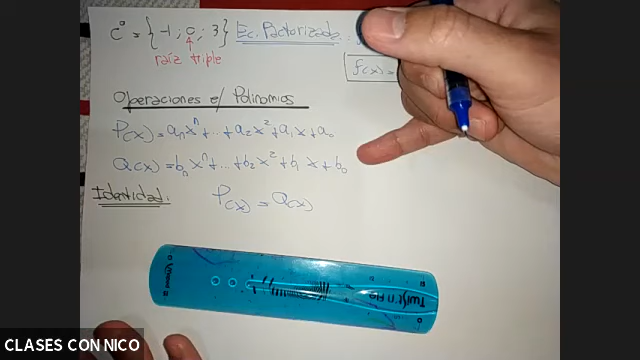 C° = { -1 ; 0 ; 3 } Ec. Factorizada:
raíz triple
f(x) =
Operaciones e/ Polinomios
P(x) = aₙxⁿ + ... + a₂x² + a₁x + a₀
Q(x) = bₙxⁿ + ... + b₂x² + b₁x + b₀
Identidad: P(x) = Q(x)
Twist'n Flex
CLASES CON NICO